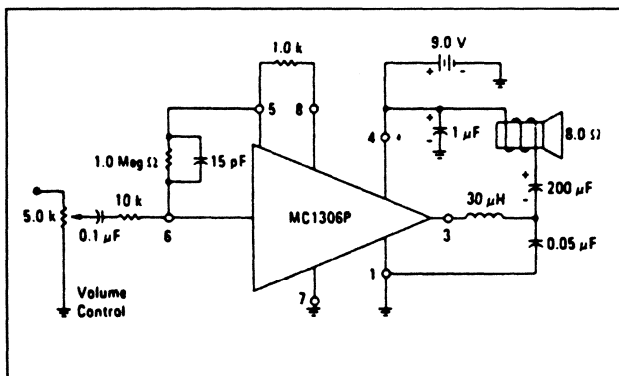 1.0 k
9.0 V
+ -
5
8
+
-
4 +
1 µF
8.0 Ω
1.0 Meg Ω
15 pF
+
-
200 µF
5.0 k
0.1 µF
10 k
6
MC1306P
3
30 µH
0.05 µF
1
7
Volume
Control